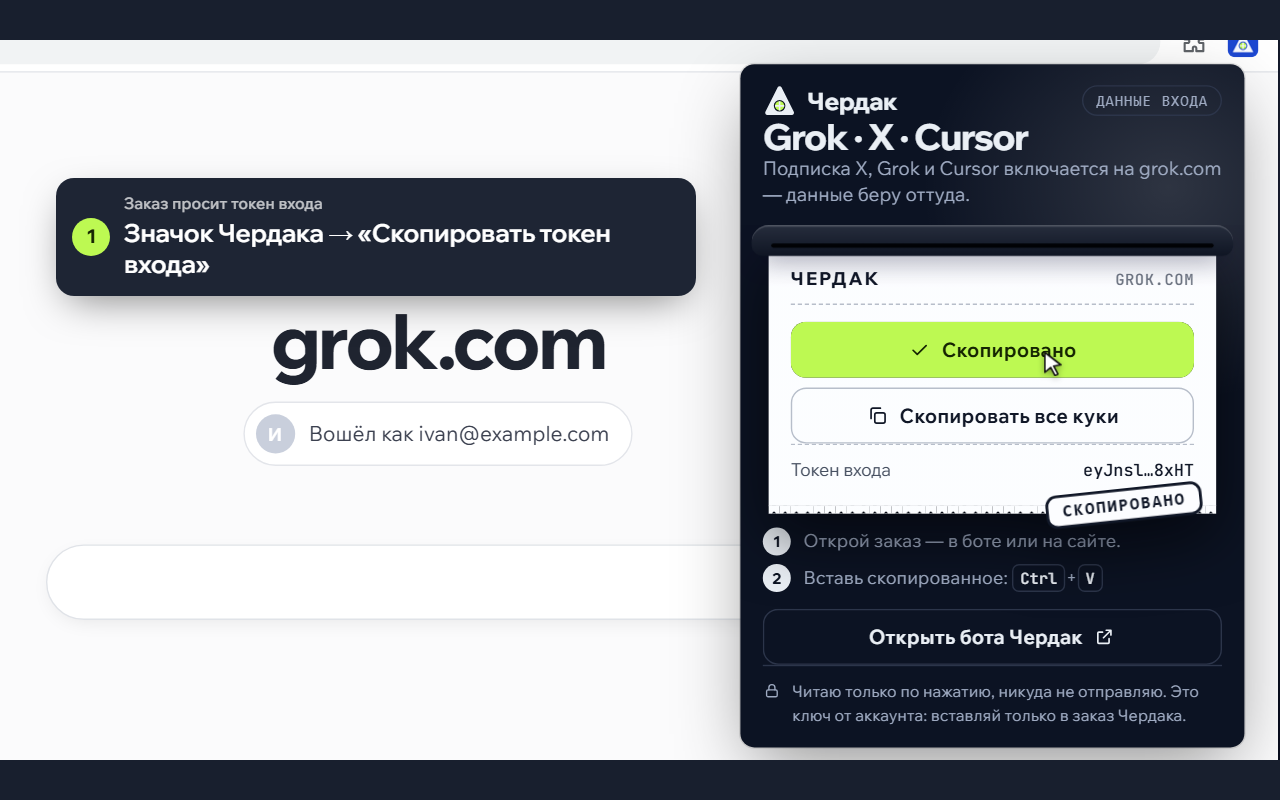 Заказ просит токен входа
1
Значок Чердака → «Скопировать токен
входа»
grok.com
И
Вошёл как ivan@example.com
Чердак
ДАННЫЕ ВХОДА
Grok · X · Cursor
Подписка X, Grok и Cursor включается на grok.com
— данные беру оттуда.
ЧЕРДАК
GROK.COM
Скопировано
Скопировать все куки
Токен входа
eyJnsl…8xHT
СКОПИРОВАНО
1 Открой заказ — в боте или на сайте.
2 Вставь скопированное: Ctrl + V
Открыть бота Чердак
Читаю только по нажатию, никуда не отправляю. Это
ключ от аккаунта: вставляй только в заказ Чердака.